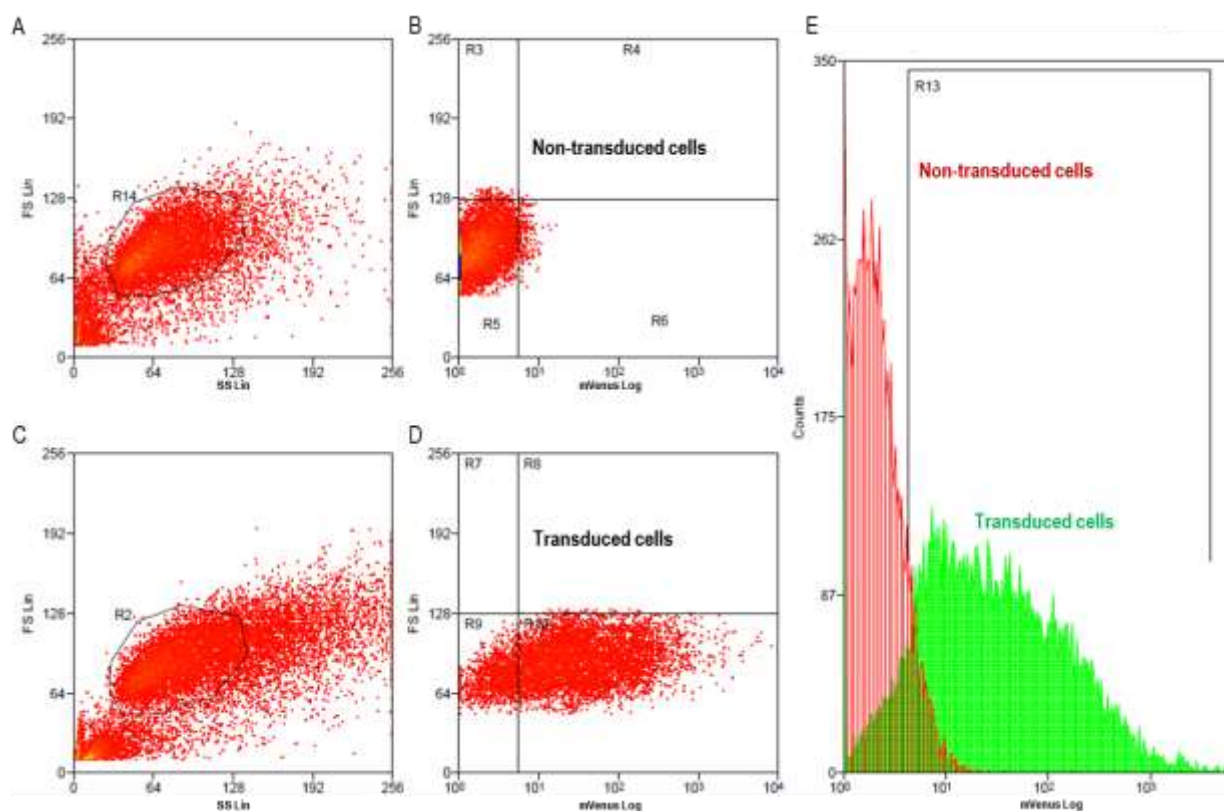 A
256
192
128
64
0
FS Lin
R14
0 64 128 192 256
SS Lin
B
256
192
128
64
0
FS Lin
R3 R4
Non-transduced cells
R5 R6
10⁰ 10¹ 10² 10³ 10⁴
mVenus Log
C
256
192
128
64
0
FS Lin
R2
0 64 128 192 256
SS Lin
D
256
192
128
64
0
FS Lin
R7 R8
Transduced cells
R9
10⁰ 10¹ 10² 10³ 10⁴
mVenus Log
E
350
262
175
87
0
Counts
R13
Non-transduced cells
Transduced cells
10⁰ 10¹ 10² 10³
mVenus Log